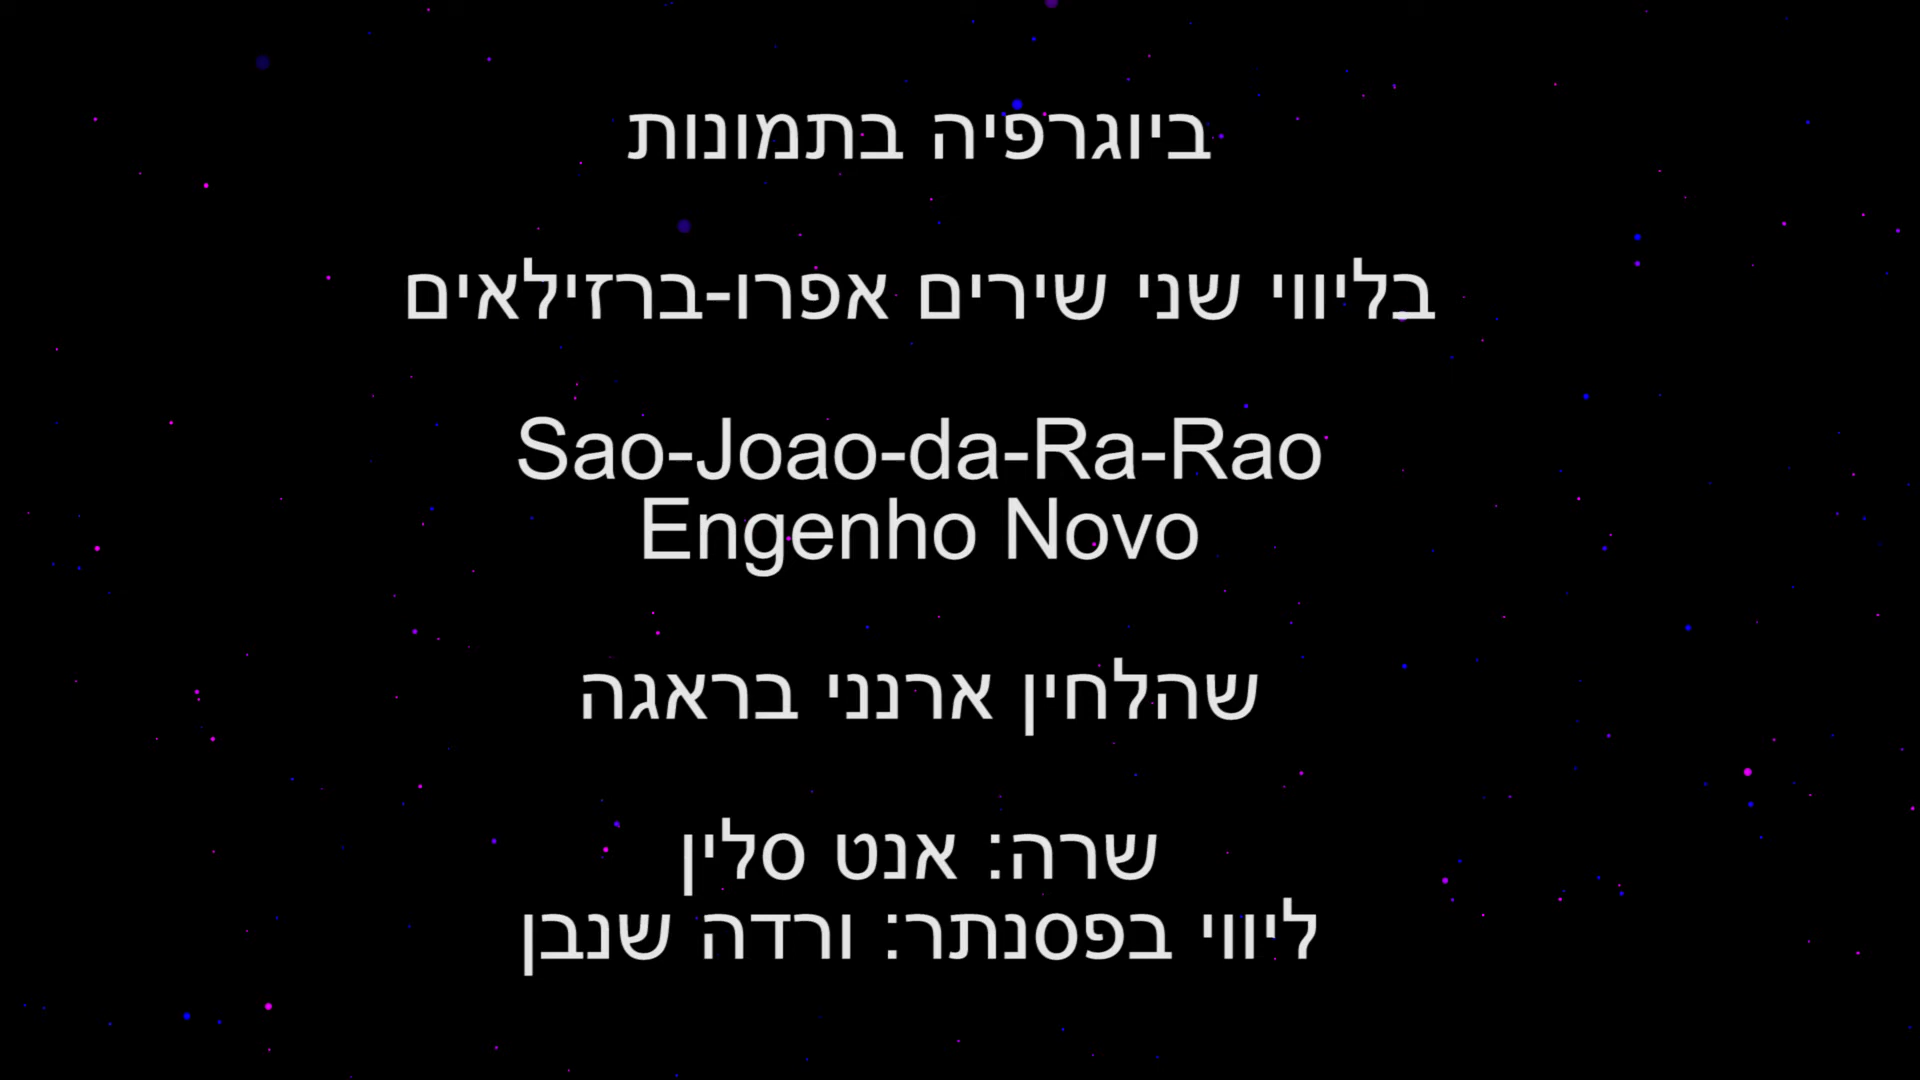 ביוגרפיה בתמונות
בליווי שני שירים אפרו-ברזילאים
Sao-Joao-da-Ra-Rao
Engenho Novo
שהלחין ארנני בראגה
שרה: אנט סלין
ליווי בפסנתר: ורדה שנבן